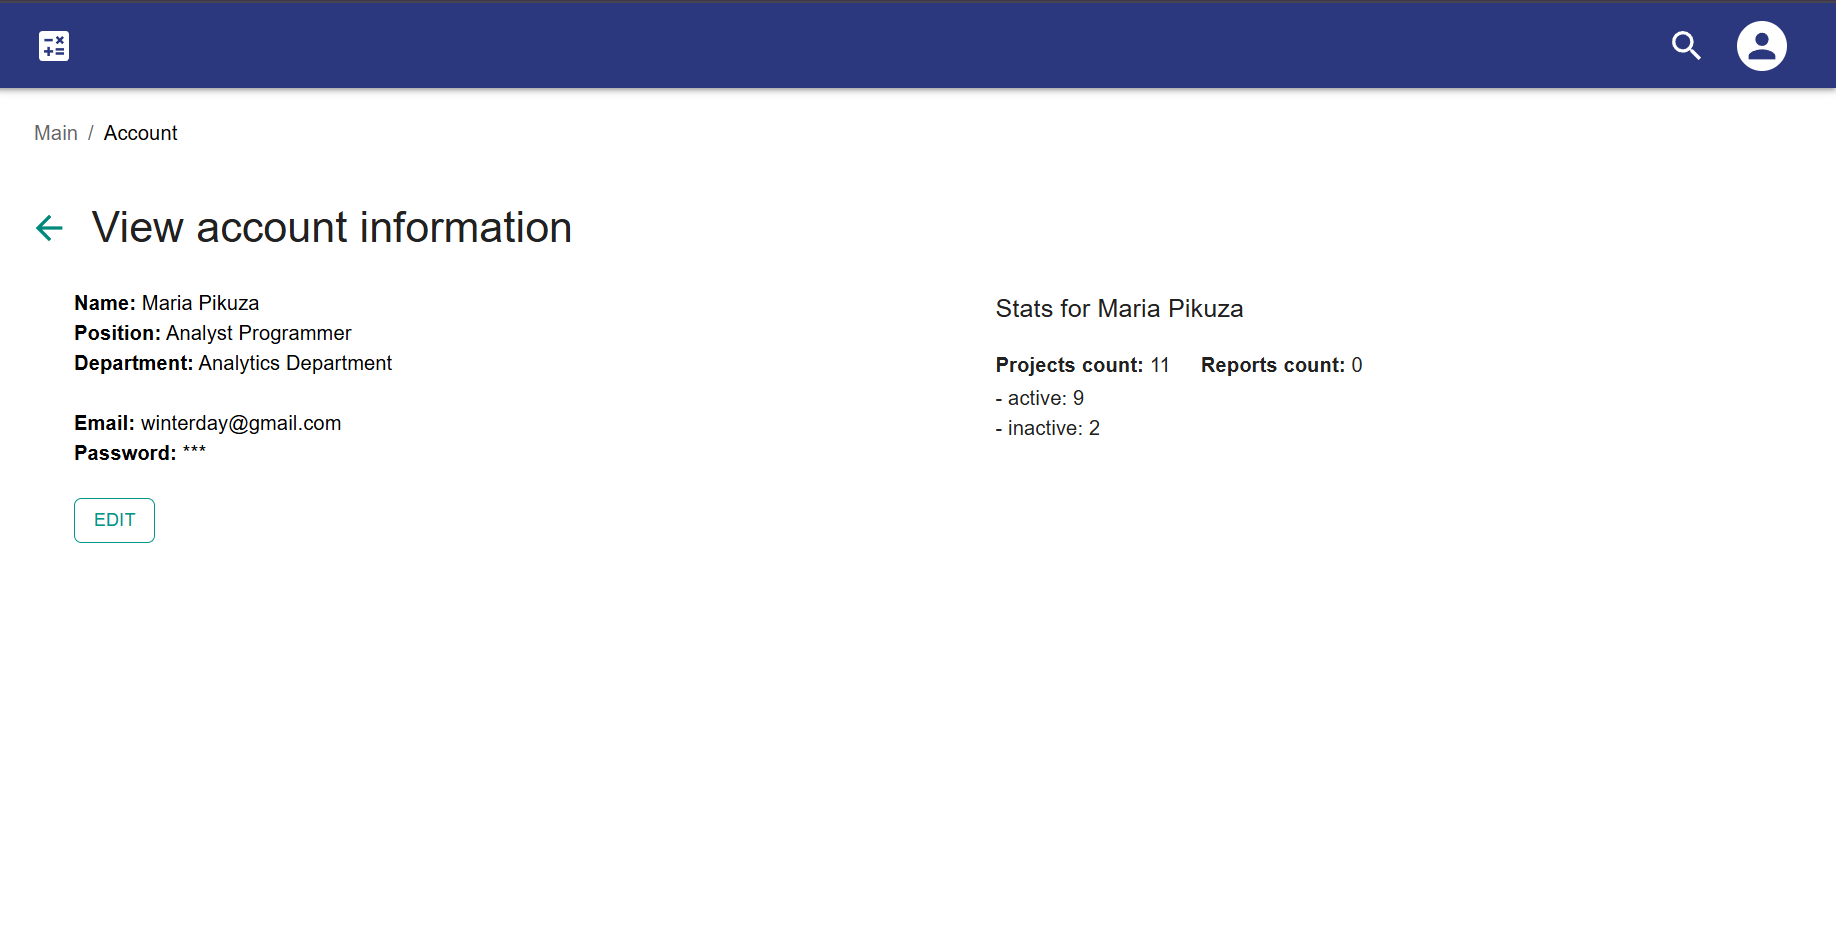 Main / Account
View account information
Name: Maria Pikuza
Position: Analyst Programmer
Department: Analytics Department
Email: winterday@gmail.com
Password: ***
EDIT
Stats for Maria Pikuza
Projects count: 11 Reports count: 0
- active: 9
- inactive: 2